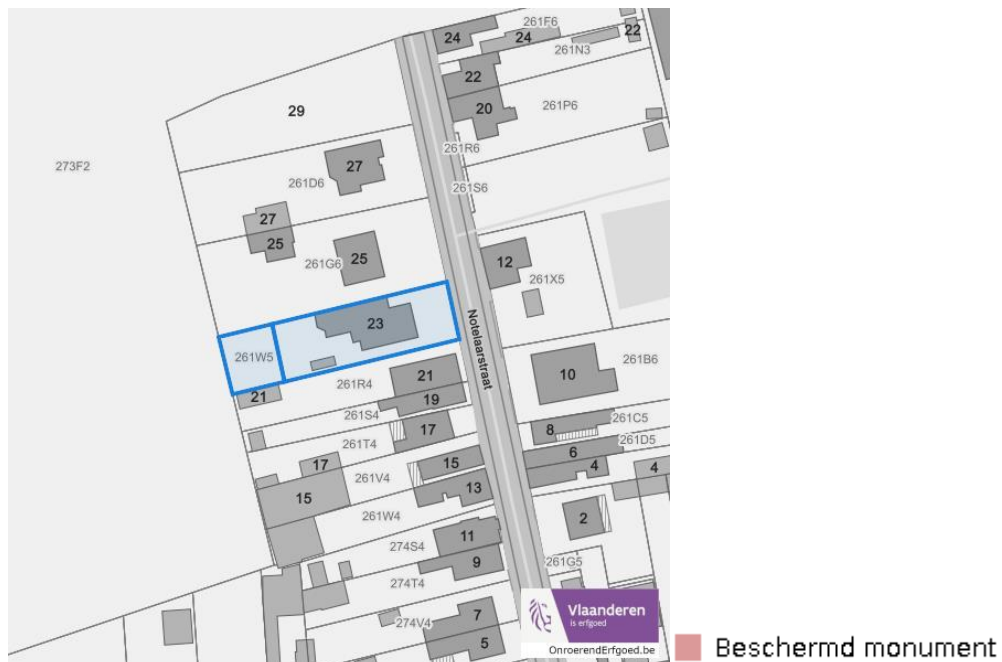 261F6
24
24
22
261N3
22
20
261P6
29
261R6
273F2
27
261D6
261S6
27
25
25
261G6
12
261X5
23
Notelaarstraat
261W5
261B6
261R4
21
10
21
19
261S4
261C5
17
8
261D5
261T4
6
17
15
4
4
261V4
15
13
261W4
2
11
274S4
9
261G5
274T4
7
274V4
5
Vlaanderen
is erfgoed
OnroerendErfgoed.be
Beschermd monument